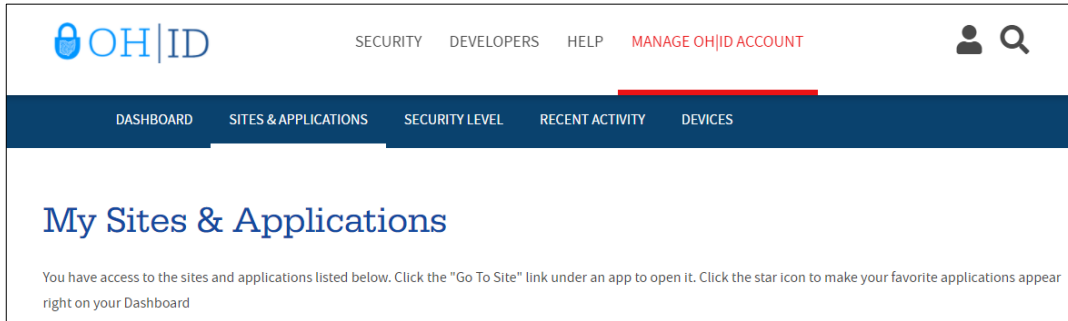 OH|ID
SECURITY DEVELOPERS HELP MANAGE OH|ID ACCOUNT
DASHBOARD SITES & APPLICATIONS SECURITY LEVEL RECENT ACTIVITY DEVICES
My Sites & Applications
You have access to the sites and applications listed below. Click the "Go To Site" link under an app to open it. Click the star icon to make your favorite applications appear
right on your Dashboard